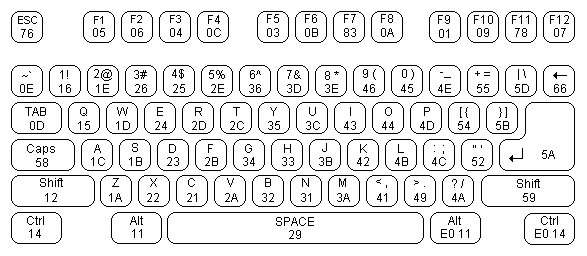 ESC F1 F2 F3 F4 F5 F6 F7 F8 F9 F10 F11 F12
76 05 06 04 0C 03 0B 83 0A 01 09 78 07
~` 1! 2@ 3# 4$ 5% 6^ 7& 8* 9( 0) -_ += |\ ←
0E 16 1E 26 25 2E 36 3D 3E 46 45 4E 55 5D 66
TAB Q W E R T Y U I O P [{ }]
0D 15 1D 24 2D 2C 35 3C 43 44 4D 54 5B
Caps A S D F G H J K L ; : " ' ↵
58 1C 1B 23 2B 34 33 3B 42 4B 4C 52 5A
Shift Z X C V B N M < , > . ? / Shift
12 1A 22 21 2A 32 31 3A 41 49 4A 59
Ctrl Alt SPACE Alt Ctrl
14 11 29 E0 11 E0 14